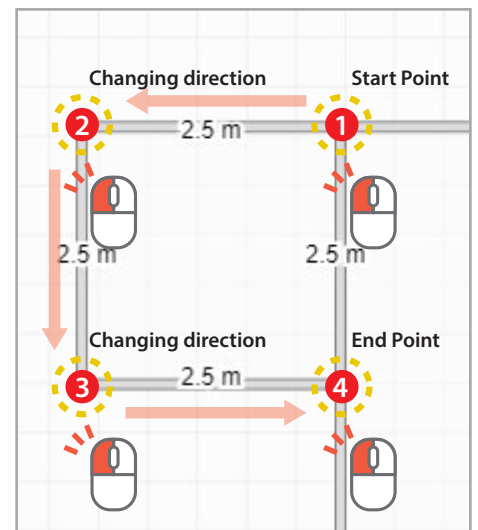 Changing direction Start Point
2 2.5 m 1
2.5 m 2.5 m
Changing direction End Point
3 2.5 m 4